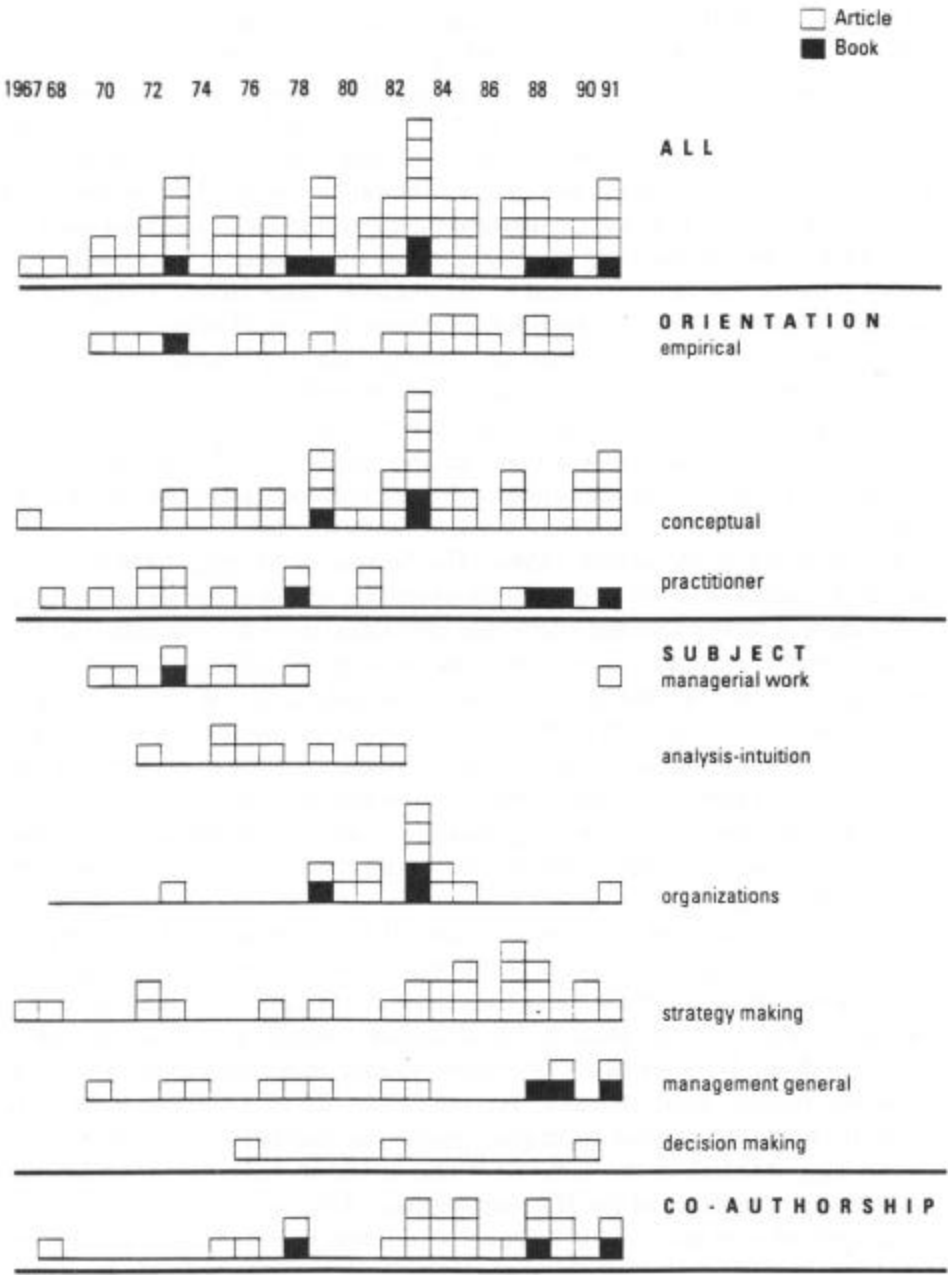 Article
Book
1967 68 70 72 74 76 78 80 82 84 86 88 90 91
ALL
ORIENTATION
empirical
conceptual
practitioner
SUBJECT
managerial work
analysis-intuition
organizations
strategy making
management general
decision making
CO-AUTHORSHIP